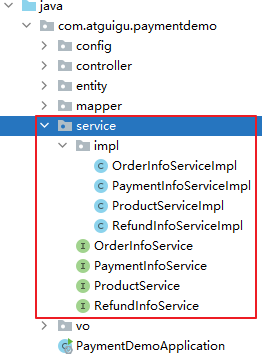 java
com.atguigu.paymentdemo
config
controller
entity
mapper
service
impl
OrderInfoServiceImpl
PaymentInfoServiceImpl
ProductServiceImpl
RefundInfoServiceImpl
OrderInfoService
PaymentInfoService
ProductService
RefundInfoService
vo
PaymentDemoApplication